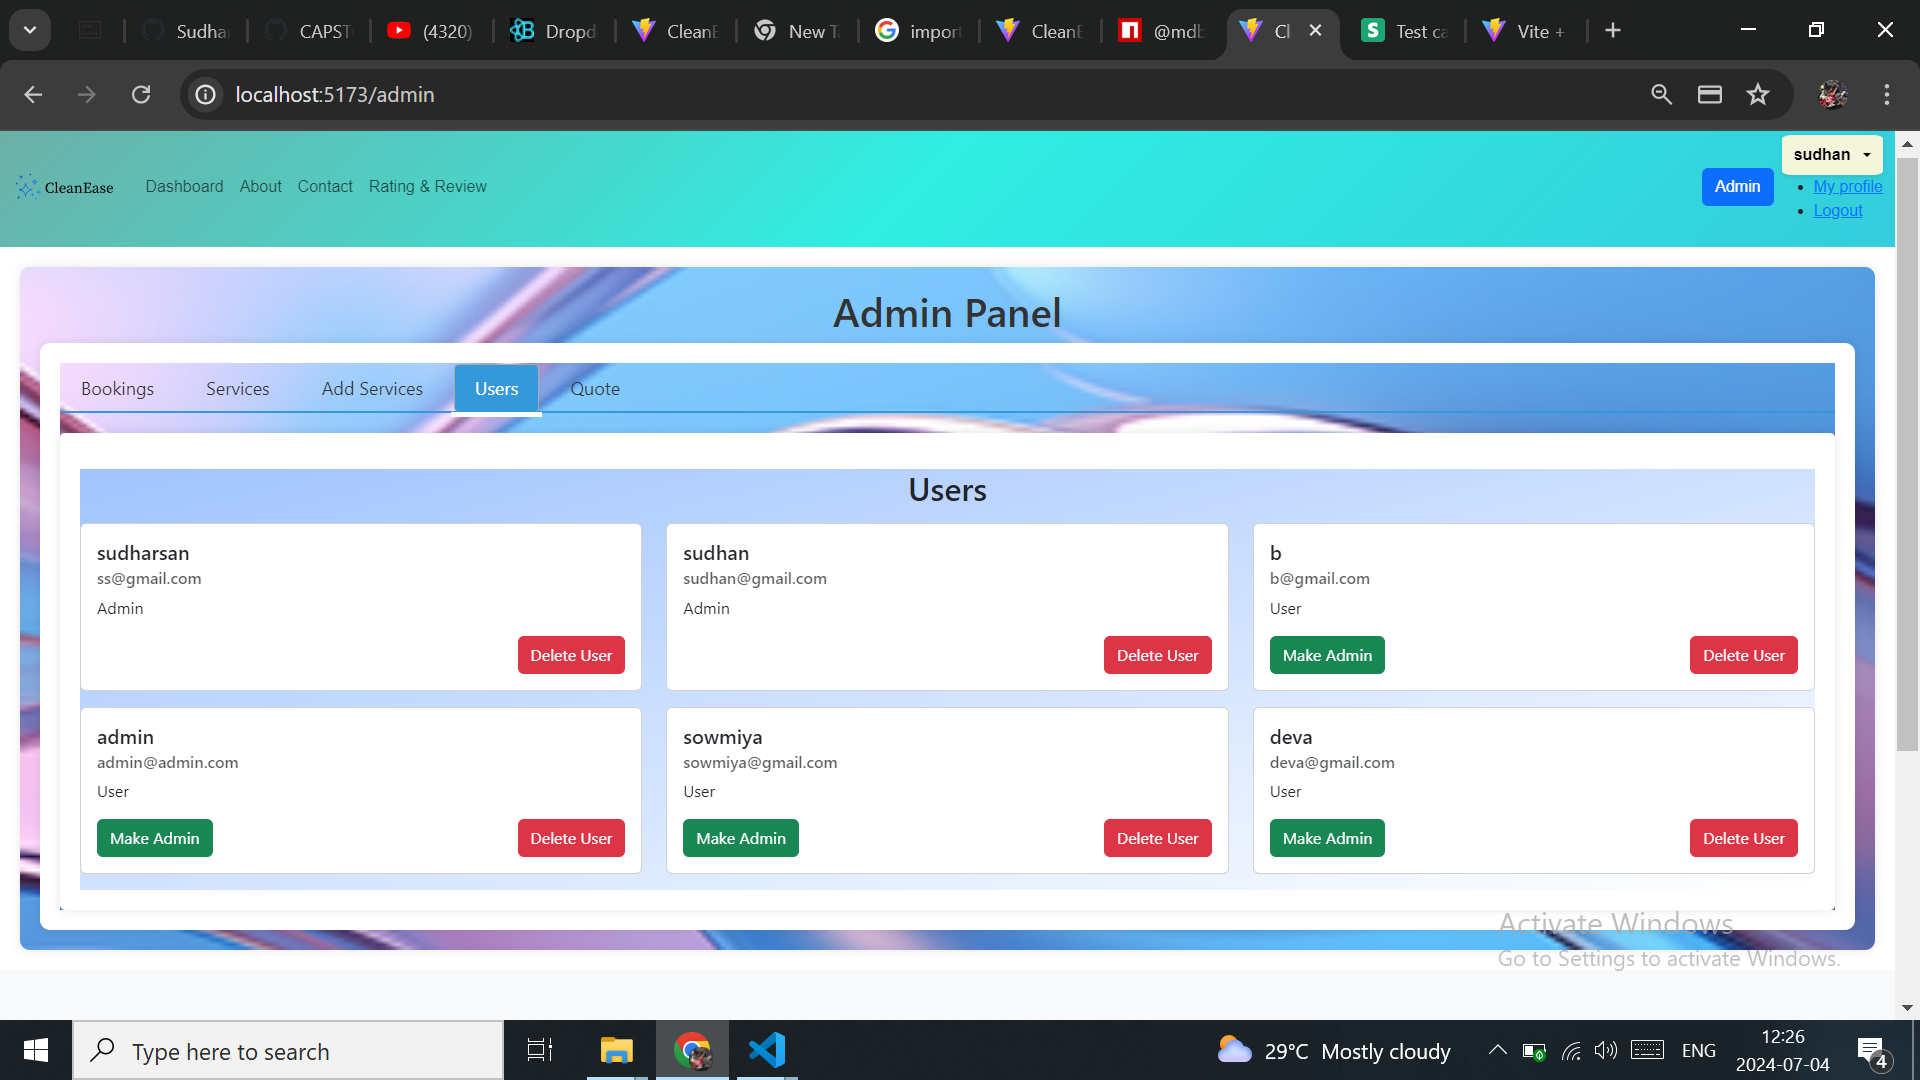 Sudhar
CAPST
(4320)
Dropd
CleanE
New T
import
CleanE
@mdb
Cl
Test ca
Vite +
localhost:5173/admin
CleanEase
Dashboard
About
Contact
Rating & Review
Admin
sudhan
My profile
Logout
Admin Panel
Bookings
Services
Add Services
Users
Quote
Users
sudharsan
ss@gmail.com
Admin
Delete User
sudhan
sudhan@gmail.com
Admin
Delete User
b
b@gmail.com
User
Make Admin
Delete User
admin
admin@admin.com
User
Make Admin
Delete User
sowmiya
sowmiya@gmail.com
User
Make Admin
Delete User
deva
deva@gmail.com
User
Make Admin
Delete User
Activate Windows
Go to Settings to activate Windows.
Type here to search
29°C Mostly cloudy
ENG
12:26
2024-07-04
4